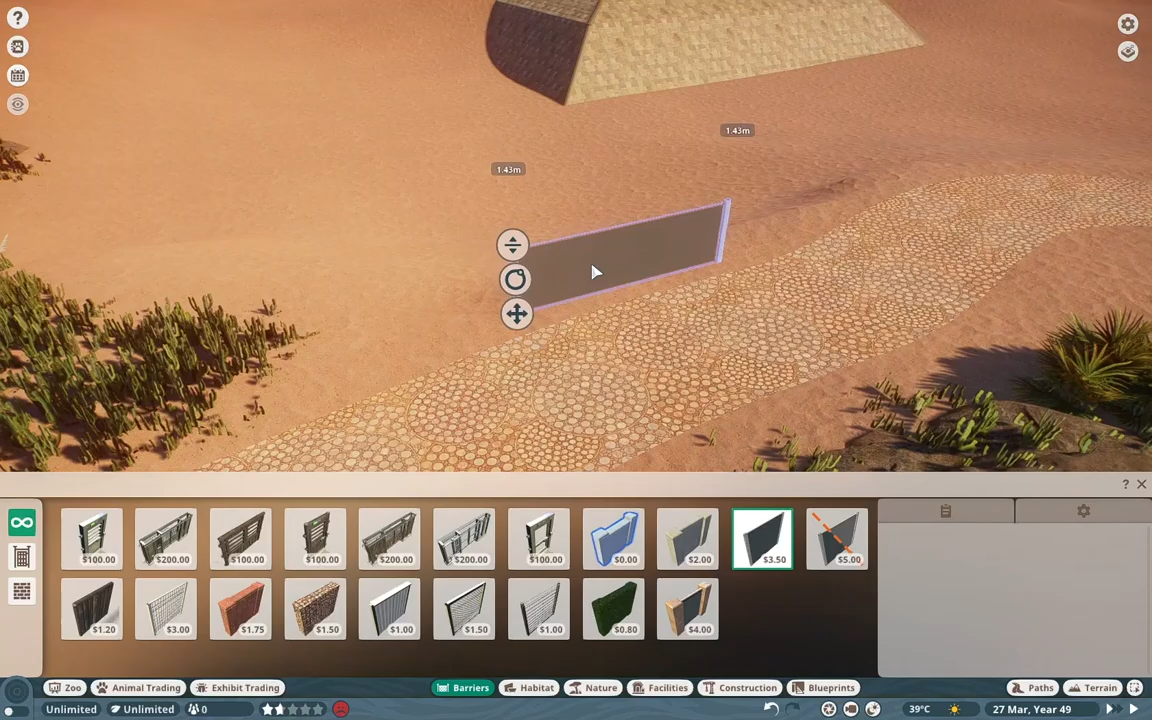 ?
1.43m
1.43m
? ×
$100.00 $200.00 $100.00 $100.00 $200.00 $200.00 $100.00 $0.00 $2.00 $3.50 $5.00
$1.20 $3.00 $1.75 $1.50 $1.00 $1.50 $1.00 $0.80 $4.00
Zoo Animal Trading Exhibit Trading Barriers Habitat Nature Facilities Construction Blueprints Paths Terrain
Unlimited Unlimited 0 39°C 27 Mar, Year 49